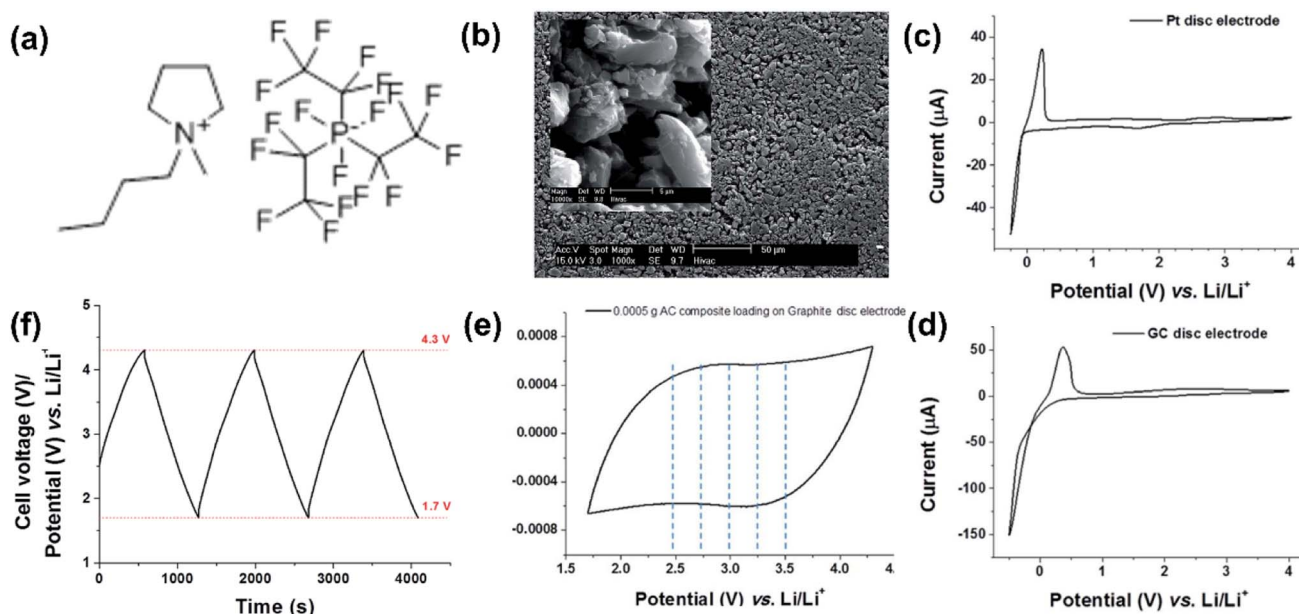 (a)
N+
F F F
F F
F F F F
P-
F F F
F F F
F F F
(b)
Magn Det WD 5 µm
10000x SE 9.8 Hivac
Acc.V Spot Magn Det WD 50 µm
15.0 kV 3.0 1000x SE 9.7 Hivac
(c)
Pt disc electrode
Current (µA)
40
20
0
-20
-40
0 1 2 3 4
Potential (V) vs. Li/Li+
(f)
Cell voltage (V)/
Potential (V) vs. Li/Li+
5
4
3
2
1
4.3 V
1.7 V
0 1000 2000 3000 4000
Time (s)
(e)
0.0005 g AC composite loading on Graphite disc electrode
0.0008
0.0004
0.0000
-0.0004
-0.0008
1.5 2.0 2.5 3.0 3.5 4.0 4.
Potential (V) vs. Li/Li+
(d)
GC disc electrode
Current (µA)
50
0
-50
-100
-150
0 1 2 3 4
Potential (V) vs. Li/Li+